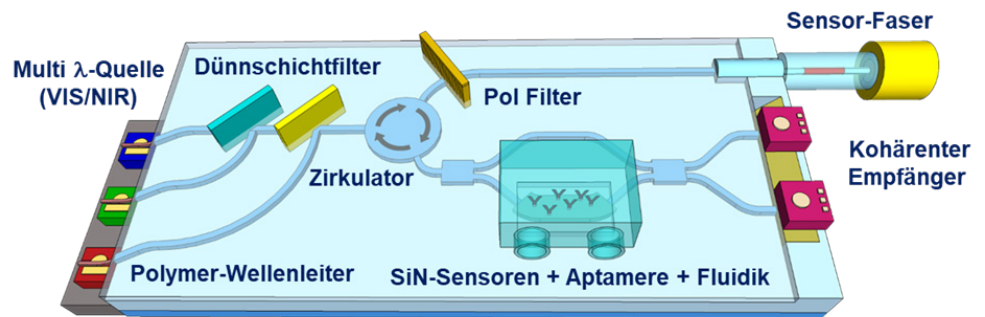 Sensor-Faser
Multi λ-Quelle
(VIS/NIR)
Dünnschichtfilter
Pol Filter
Zirkulator
Kohärenter
Empfänger
Polymer-Wellenleiter
SiN-Sensoren + Aptamere + Fluidik